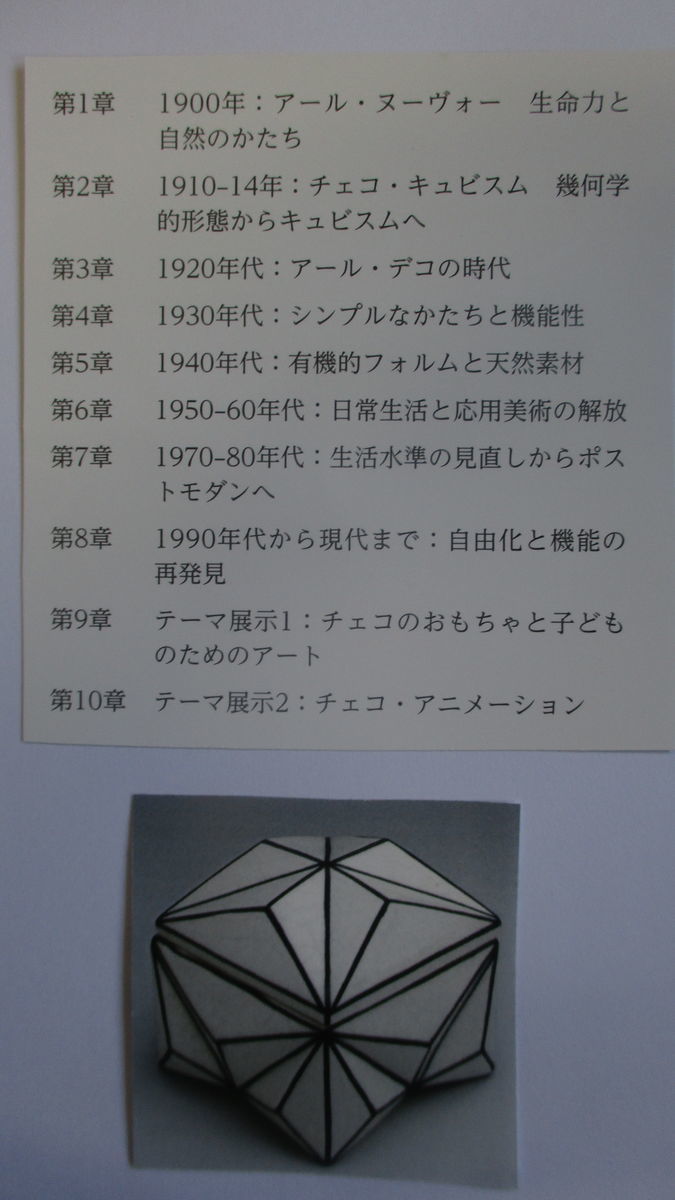 第1章 1900年：アール・ヌーヴォー 生命力と
自然のかたち
第2章 1910–14年：チェコ・キュビスム 幾何学
的形態からキュビスムへ
第3章 1920年代：アール・デコの時代
第4章 1930年代：シンプルなかたちと機能性
第5章 1940年代：有機的フォルムと天然素材
第6章 1950–60年代：日常生活と応用美術の解放
第7章 1970–80年代：生活水準の見直しからポス
トモダンへ
第8章 1990年代から現代まで：自由化と機能の
再発見
第9章 テーマ展示1：チェコのおもちゃと子ども
のためのアート
第10章 テーマ展示2：チェコ・アニメーション